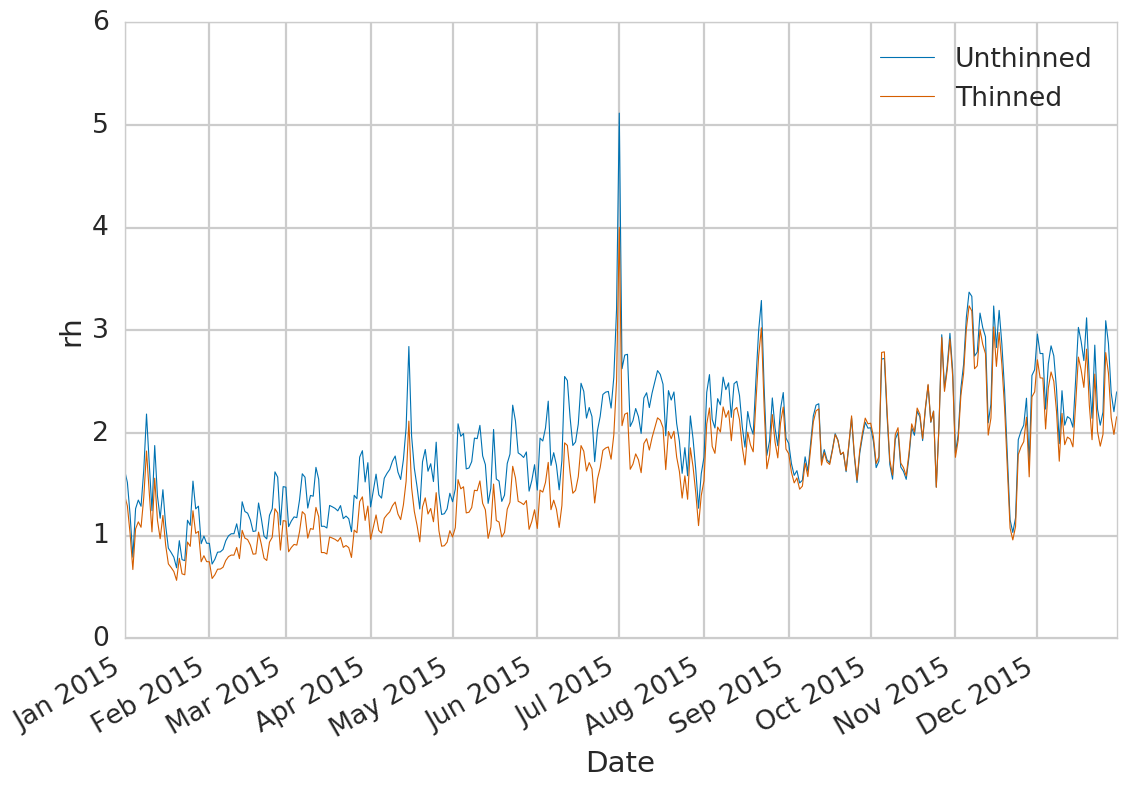 6
5
4
3
2
1
0
rh
Unthinned
Thinned
Jan 2015
Feb 2015
Mar 2015
Apr 2015
May 2015
Jun 2015
Jul 2015
Aug 2015
Sep 2015
Oct 2015
Nov 2015
Dec 2015
Date